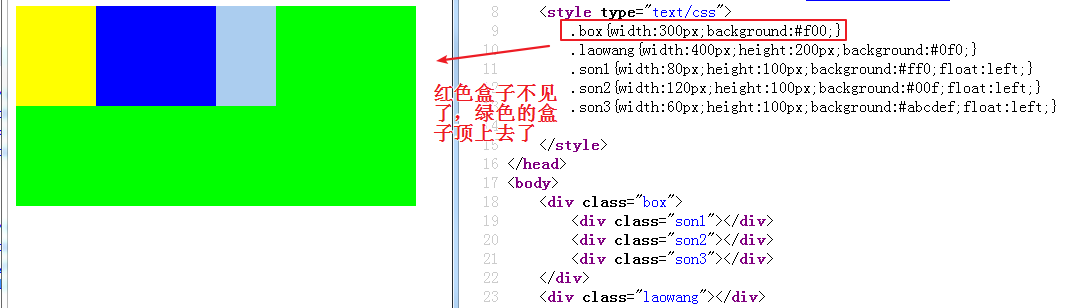 红色盒子不见
了，绿色的盒
子顶上去了
8 <style type="text/css">
9 .box{width:300px;background:#f00;}
10 .laowang{width:400px;height:200px;background:#0f0;}
11 .son1{width:80px;height:100px;background:#ff0;float:left;}
12 .son2{width:120px;height:100px;background:#00f;float:left;}
13 .son3{width:60px;height:100px;background:#abcdef;float:left;}
14
15 </style>
16 </head>
17 <body>
18 <div class="box">
19 <div class="son1"></div>
20 <div class="son2"></div>
21 <div class="son3"></div>
22 </div>
23 <div class="laowang"></div>